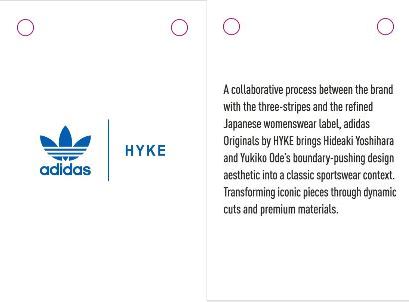 adidas
HYKE
A collaborative process between the brand
with the three-stripes and the refined
Japanese womenswear label, adidas
Originals by HYKE brings Hideaki Yoshihara
and Yukiko Ode's boundary-pushing design
aesthetic into a classic sportswear context.
Transforming iconic pieces through dynamic
cuts and premium materials.